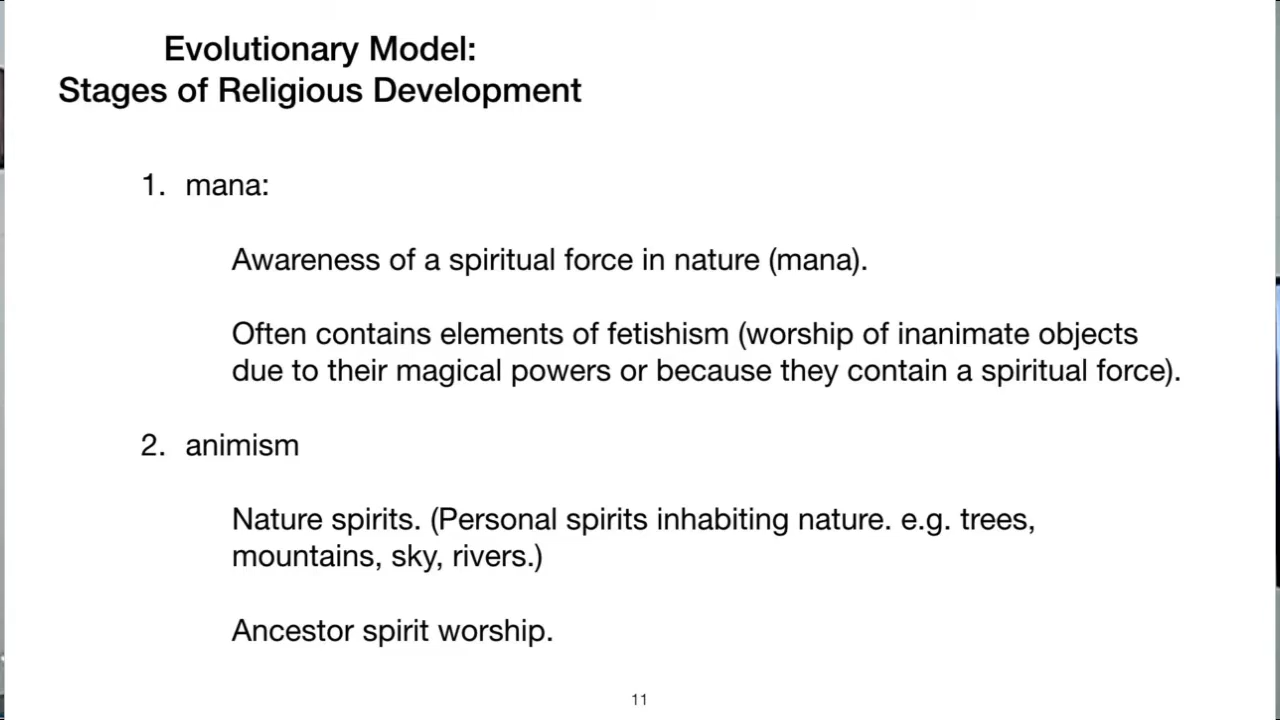 Evolutionary Model:
Stages of Religious Development
1. mana:
Awareness of a spiritual force in nature (mana).
Often contains elements of fetishism (worship of inanimate objects
due to their magical powers or because they contain a spiritual force).
2. animism
Nature spirits. (Personal spirits inhabiting nature. e.g. trees,
mountains, sky, rivers.)
Ancestor spirit worship.
11